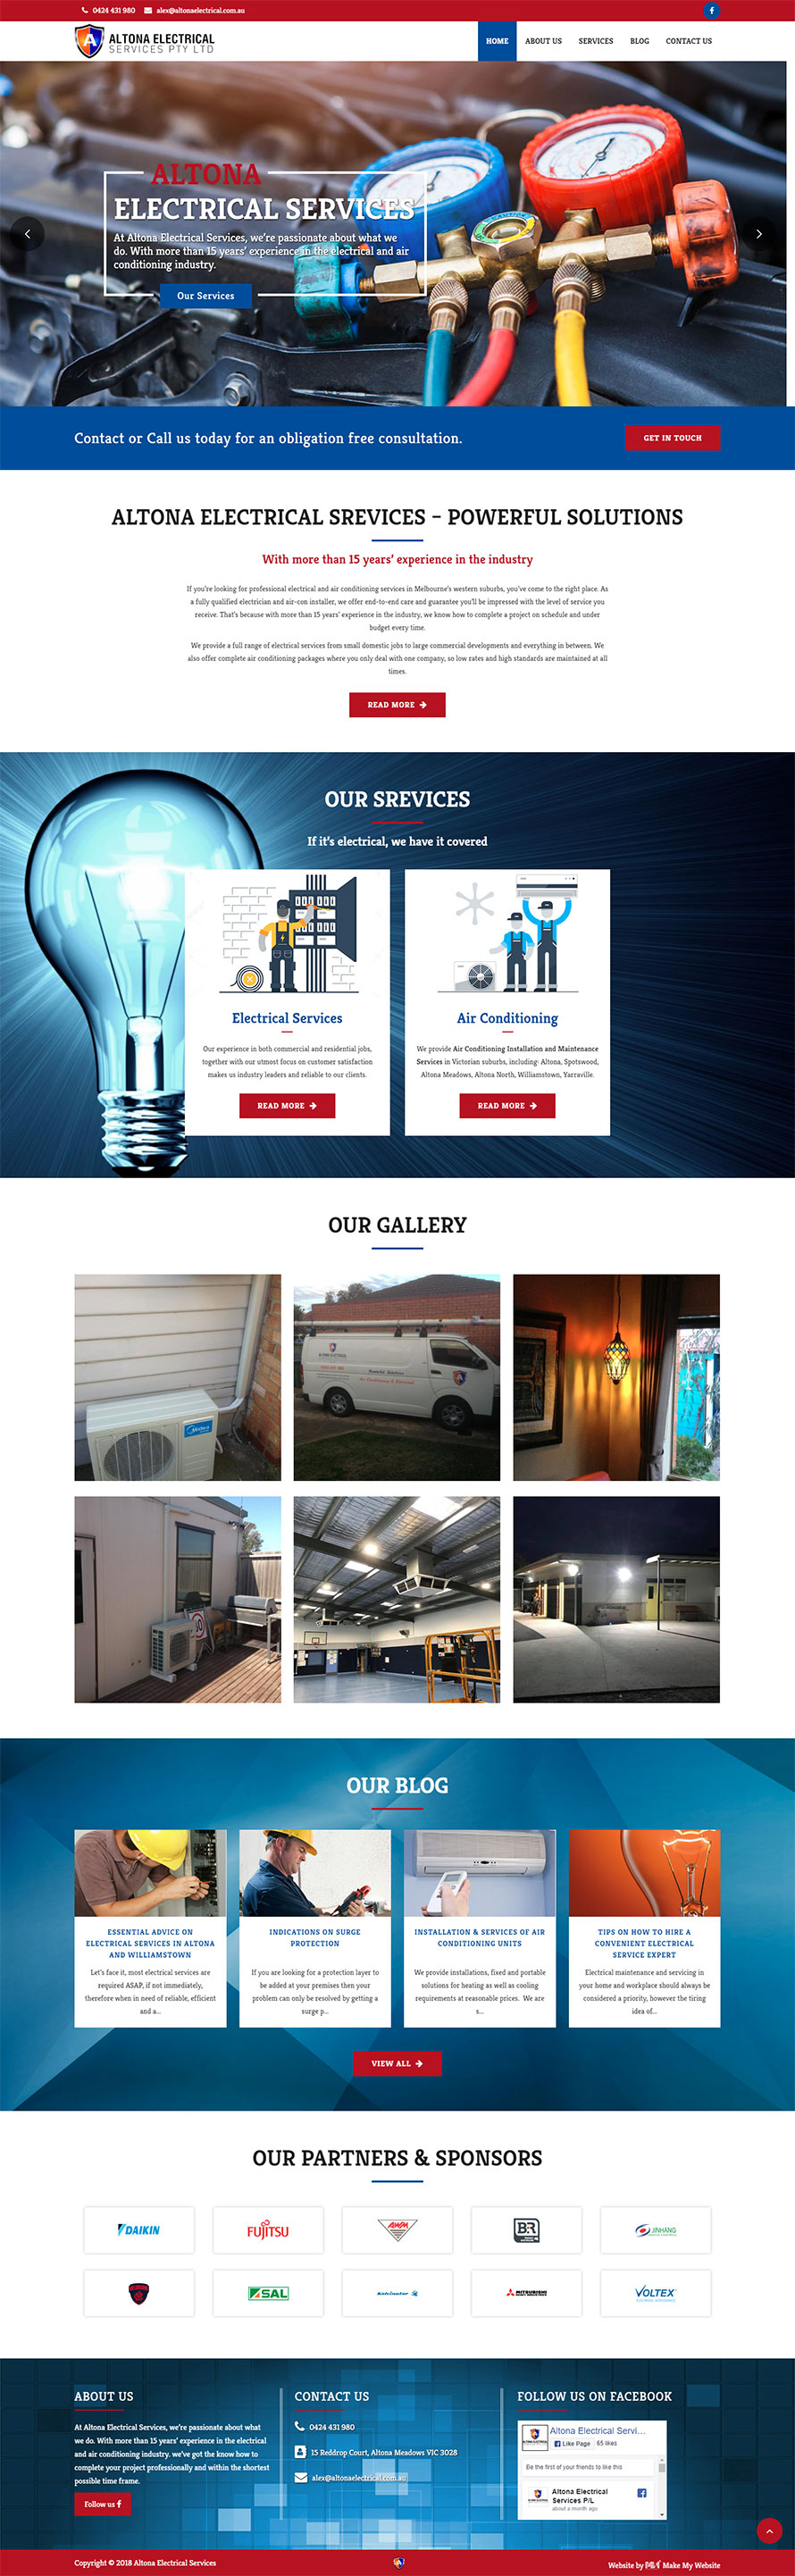 0424 431 980 alex@altonaelectrical.com.au
ALTONA ELECTRICAL
SERVICES PTY LTD
HOME ABOUT US SERVICES BLOG CONTACT US
ALTONA
ELECTRICAL SERVICES
At Altona Electrical Services, we're passionate about what we
do. With more than 15 years' experience in the electrical and air
conditioning industry.
Our Services
Contact or Call us today for an obligation free consultation.
GET IN TOUCH
ALTONA ELECTRICAL SREVICES – POWERFUL SOLUTIONS
With more than 15 years' experience in the industry
If you're looking for professional electrical and air conditioning services in Melbourne's western suburbs, you've come to the right place. As
a fully qualified electrician and air-con installer, we offer end-to-end care and guarantee you'll be impressed with the level of service you
receive. That's because with more than 15 years' experience in the industry, we know how to complete a project on schedule and under
budget every time.
We provide a full range of electrical services from small domestic jobs to large commercial developments and everything in between. We
also offer complete air conditioning packages where you only deal with one company, so low rates and high standards are maintained at all
times.
READ MORE
OUR SREVICES
If it's electrical, we have it covered
Electrical Services
Our experience in both commercial and residential jobs,
together with our utmost focus on customer satisfaction
makes us industry leaders and reliable to our clients.
READ MORE
Air Conditioning
We provide Air Conditioning Installation and Maintenance
Services in Victorian suburbs, including: Altona, Spotswood,
Altona Meadows, Altona North, Williamstown, Yarraville.
READ MORE
OUR GALLERY
Midea
ALTONA ELECTRICAL
Powerful Solutions
Air Conditioning & Electrical
OUR BLOG
ESSENTIAL ADVICE ON
ELECTRICAL SERVICES IN ALTONA
AND WILLIAMSTOWN
Let's face it, most electrical services are
required ASAP, if not immediately,
therefore when in need of reliable, efficient
and a...
INDICATIONS ON SURGE
PROTECTION
If you are looking for a protection layer to
be added at your premises then your
problem can only be resolved by getting a
surge p...
INSTALLATION & SERVICES OF AIR
CONDITIONING UNITS
We provide installations, fixed and portable
solutions for heating as well as cooling
requirements at reasonable prices. We are
s...
TIPS ON HOW TO HIRE A
CONVENIENT ELECTRICAL
SERVICE EXPERT
Electrical maintenance and servicing in
your home and workplace should always be
considered a priority, however the tiring
idea of...
VIEW ALL
OUR PARTNERS & SPONSORS
DAIKIN
FUJITSU
AWM
B&R
JINHANG
SAL
Kelvinator
MITSUBISHI
HEAVY INDUSTRIES
VOLTEX
ELECTRICAL ACCESSORIES
ABOUT US
At Altona Electrical Services, we're passionate about what
we do. With more than 15 years' experience in the electrical
and air conditioning industry. we've got the know how to
complete your project professionally and within the shortest
possible time frame.
Follow us
CONTACT US
0424 431 980
15 Reddrop Court, Altona Meadows VIC 3028
alex@altonaelectrical.com.au
FOLLOW US ON FACEBOOK
Altona Electrical Servi...
Like Page 65 likes
Be the first of your friends to like this
Altona Electrical
Services P/L
about a month ago
Copyright © 2018 Altona Electrical Services
Website by Make My Website